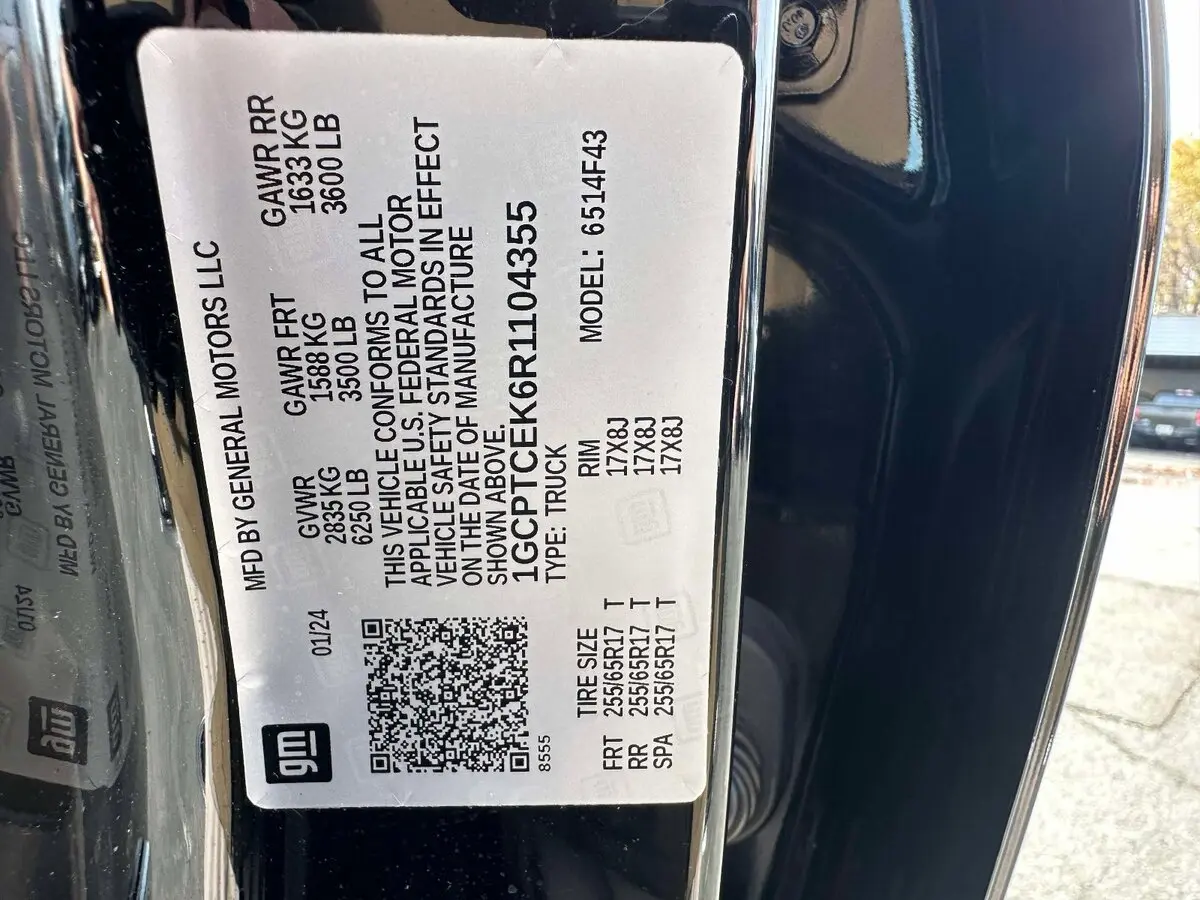 gm
MFD BY GENERAL MOTORS LLC
01/24
GVWR GAWR FRT GAWR RR
2835 KG 1588 KG 1633 KG
6250 LB 3500 LB 3600 LB
THIS VEHICLE CONFORMS TO ALL
APPLICABLE U.S. FEDERAL MOTOR
VEHICLE SAFETY STANDARDS IN EFFECT
ON THE DATE OF MANUFACTURE
SHOWN ABOVE.
1GCPTCEK6R1104355
TYPE: TRUCK
8555
MODEL: 6514F43
TIRE SIZE RIM
FRT 255/65R17 T 17X8J
RR 255/65R17 T 17X8J
SPA 255/65R17 T 17X8J